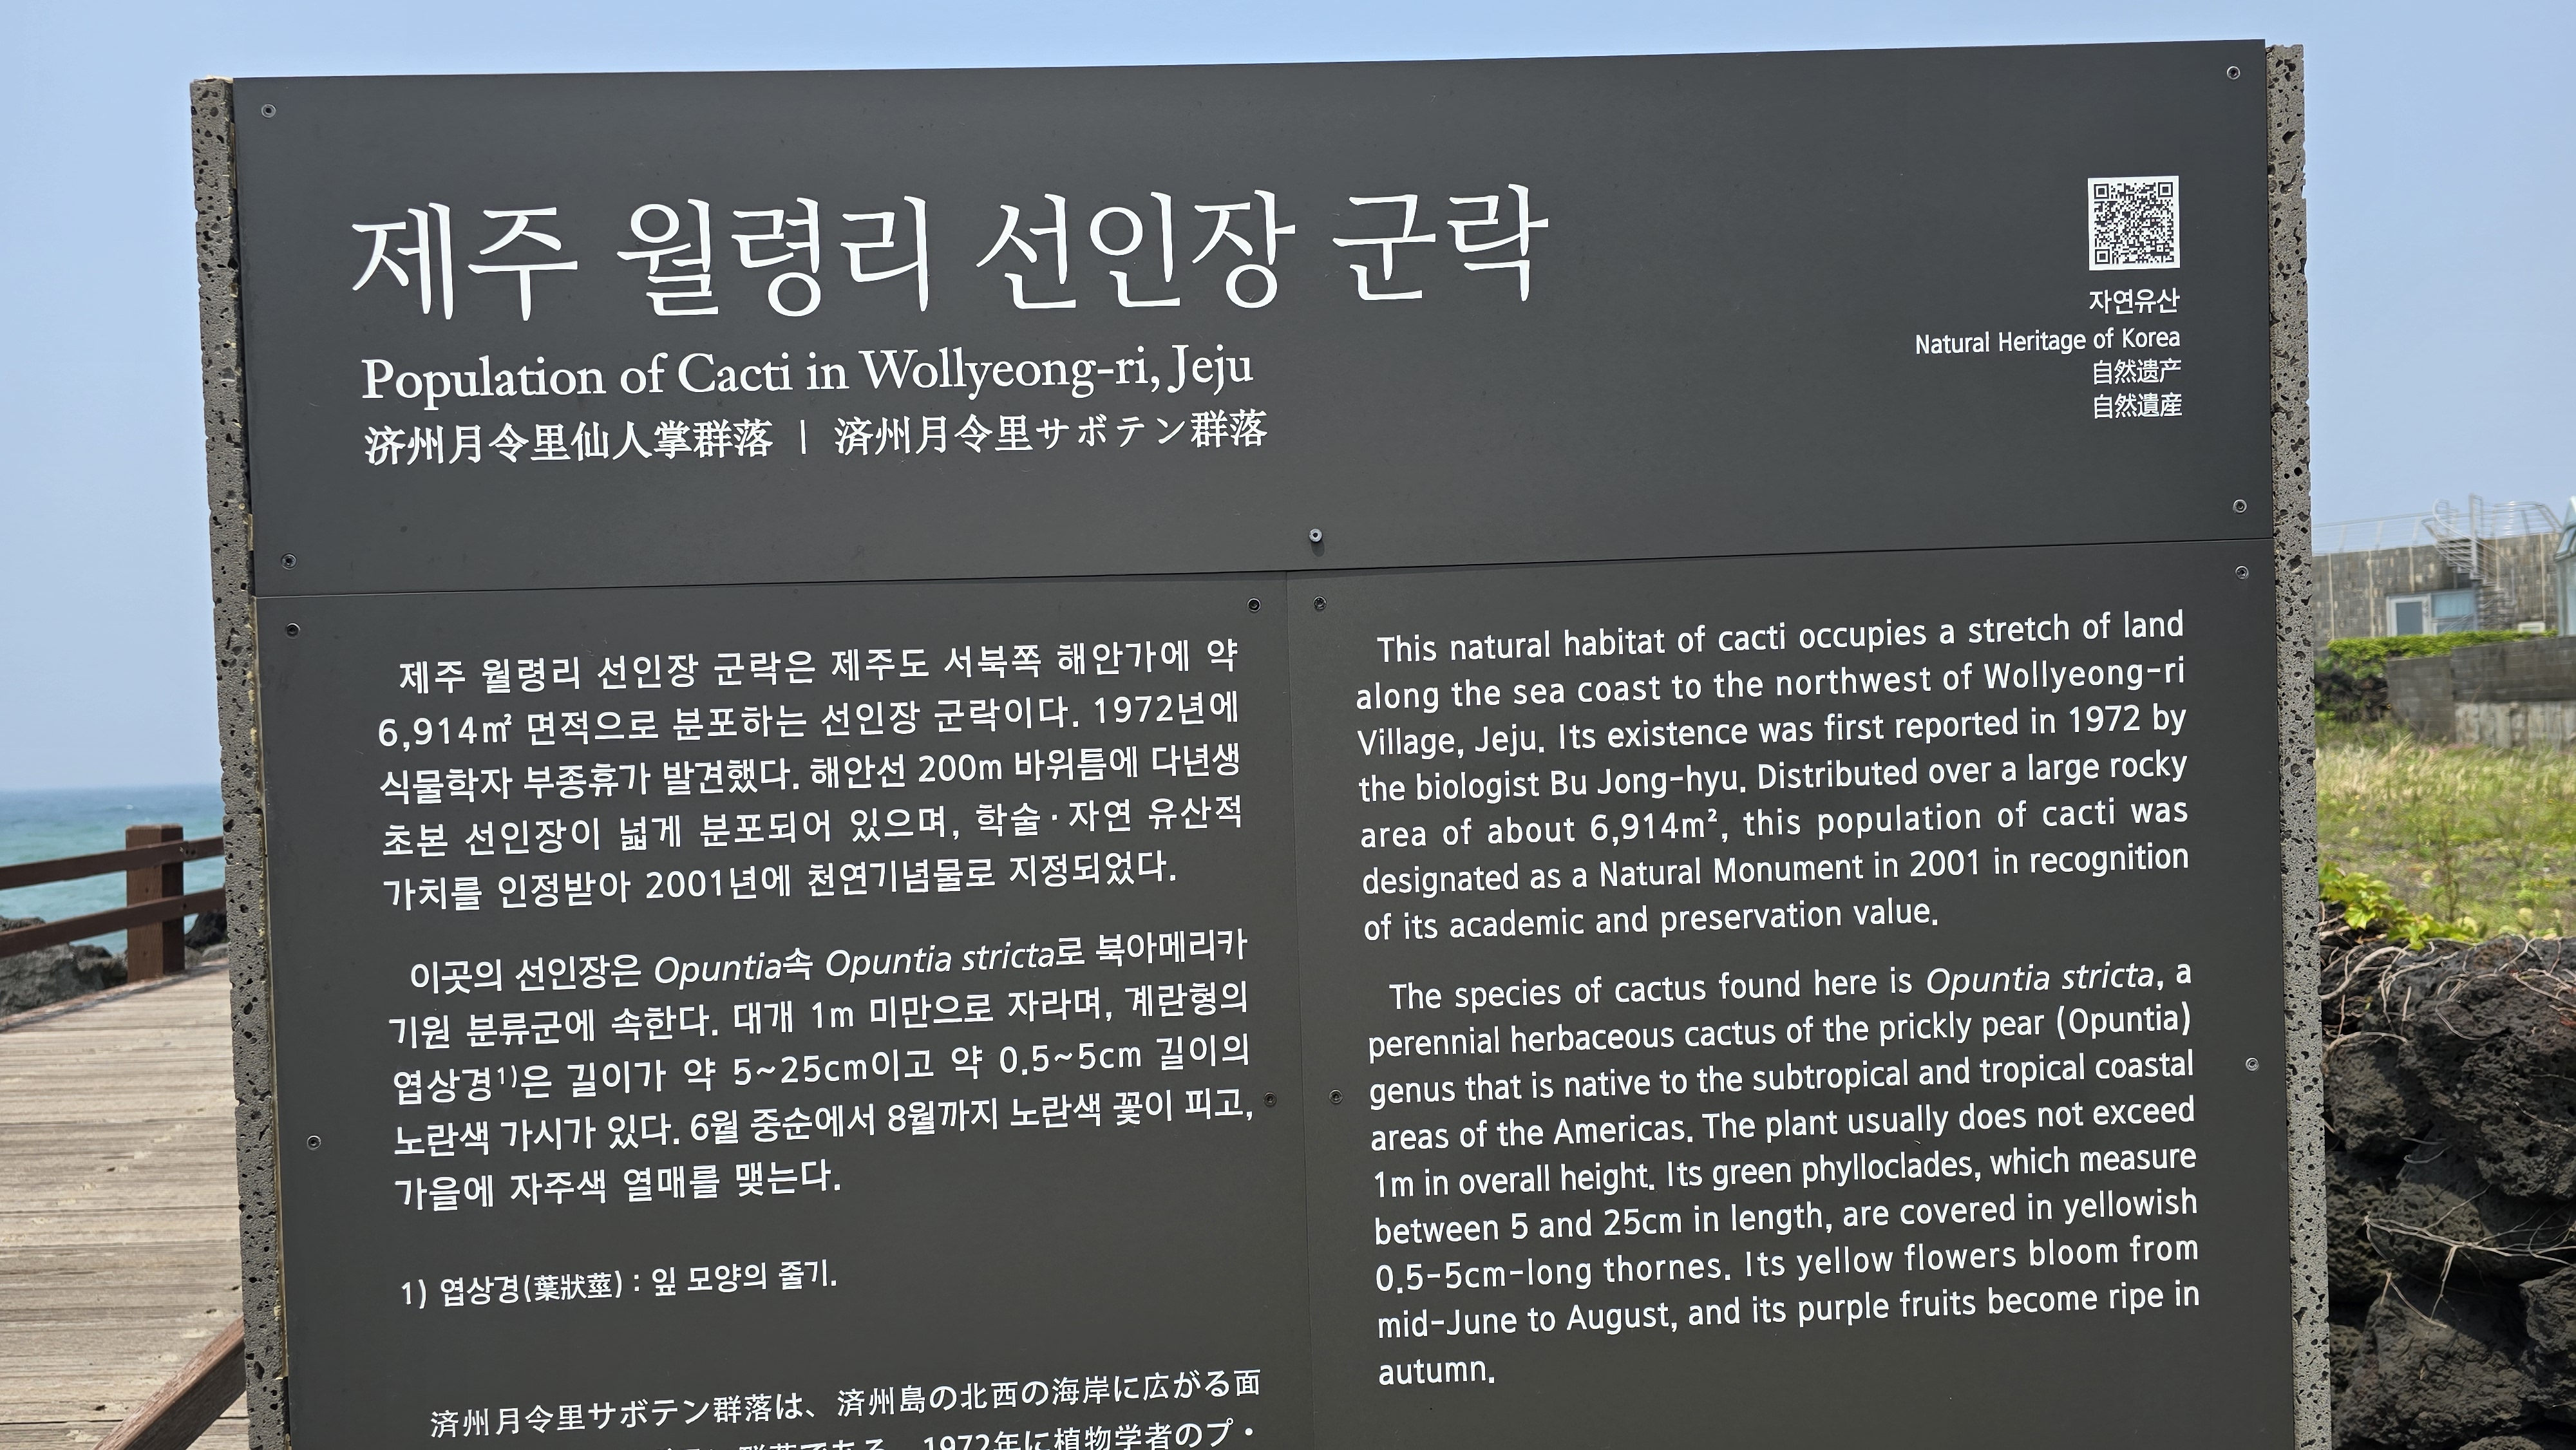 제주 월령리 선인장 군락
Population of Cacti in Wollyeong-ri, Jeju
济州月令里仙人掌群落 | 済州月令里サボテン群落
자연유산
Natural Heritage of Korea
自然遗产
自然遺産
제주 월령리 선인장 군락은 제주도 서북쪽 해안가에 약
6,914㎡ 면적으로 분포하는 선인장 군락이다. 1972년에
식물학자 부종휴가 발견했다. 해안선 200m 바위틈에 다년생
초본 선인장이 넓게 분포되어 있으며, 학술·자연 유산적
가치를 인정받아 2001년에 천연기념물로 지정되었다.
이곳의 선인장은 Opuntia속 Opuntia stricta로 북아메리카
기원 분류군에 속한다. 대개 1m 미만으로 자라며, 계란형의
엽상경1)은 길이가 약 5~25cm이고 약 0.5~5cm 길이의
노란색 가시가 있다. 6월 중순에서 8월까지 노란색 꽃이 피고,
가을에 자주색 열매를 맺는다.
1) 엽상경(葉狀莖) : 잎 모양의 줄기.
済州月令里サボテン群落は、済州島の北西の海岸に広がる面
群落である。1972年に植物学者のプ・
This natural habitat of cacti occupies a stretch of land
along the sea coast to the northwest of Wollyeong-ri
Village, Jeju. Its existence was first reported in 1972 by
the biologist Bu Jong-hyu. Distributed over a large rocky
area of about 6,914m², this population of cacti was
designated as a Natural Monument in 2001 in recognition
of its academic and preservation value.
The species of cactus found here is Opuntia stricta, a
perennial herbaceous cactus of the prickly pear (Opuntia)
genus that is native to the subtropical and tropical coastal
areas of the Americas. The plant usually does not exceed
1m in overall height. Its green phylloclades, which measure
between 5 and 25cm in length, are covered in yellowish
0.5-5cm-long thornes. Its yellow flowers bloom from
mid-June to August, and its purple fruits become ripe in
autumn.